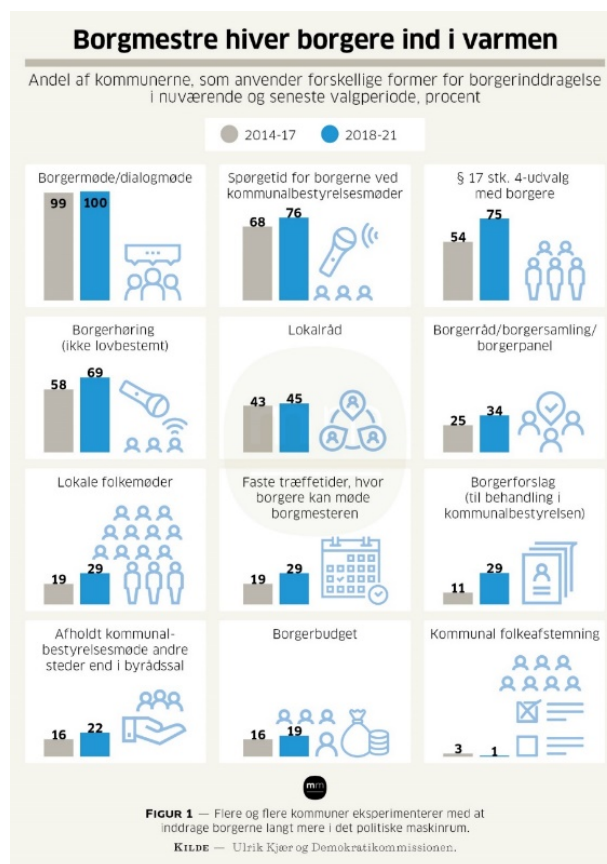 Borgmestre hiver borgere ind i varmen
Andel af kommunerne, som anvender forskellige former for borgerinddragelse
i nuværende og seneste valgperiode, procent
2014-17
2018-21
Borgermøde/dialogmøde
99
100
Spørgetid for borgerne ved
kommunalbestyrelsesmøder
68
76
§ 17 stk. 4-udvalg
med borgere
54
75
Borgerhøring
(ikke lovbestemt)
58
69
Lokalråd
43
45
Borgerråd/borgersamling/
borgerpanel
25
34
Lokale folkemøder
19
29
Faste træffetider, hvor
borgere kan møde
borgmesteren
19
29
Borgerforslag
(til behandling i
kommunalbestyrelsen)
11
29
Afholdt kommunal-
bestyrelsesmøde andre
steder end i byrådssal
16
22
Borgerbudget
16
19
Kommunal folkeafstemning
3
1
mm
FIGUR 1 — Flere og flere kommuner eksperimenterer med at
inddrage borgerne langt mere i det politiske maskinrum.
KILDE — Ulrik Kjær og Demokratikommissionen.